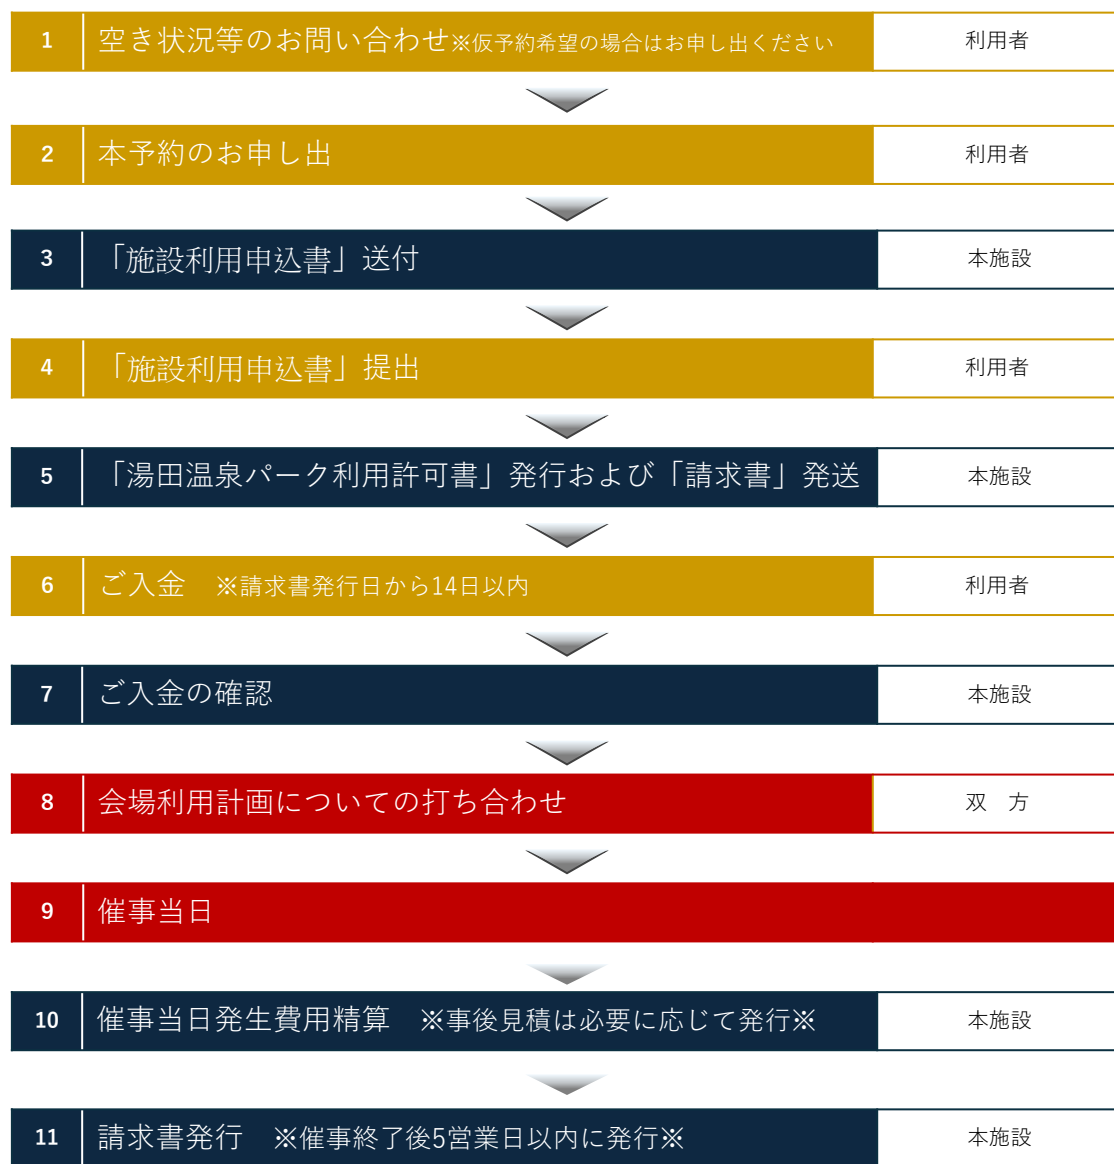 1 空き状況等のお問い合わせ※仮予約希望の場合はお申し出ください 利用者
2 本予約のお申し出 利用者
3 「施設利用申込書」送付 本施設
4 「施設利用申込書」提出 利用者
5 「湯田温泉パーク利用許可書」発行および「請求書」発送 本施設
6 ご入金　※請求書発行日から14日以内 利用者
7 ご入金の確認 本施設
8 会場利用計画についての打ち合わせ 双　方
9 催事当日
10 催事当日発生費用精算　※事後見積は必要に応じて発行※ 本施設
11 請求書発行　※催事終了後5営業日以内に発行※ 本施設